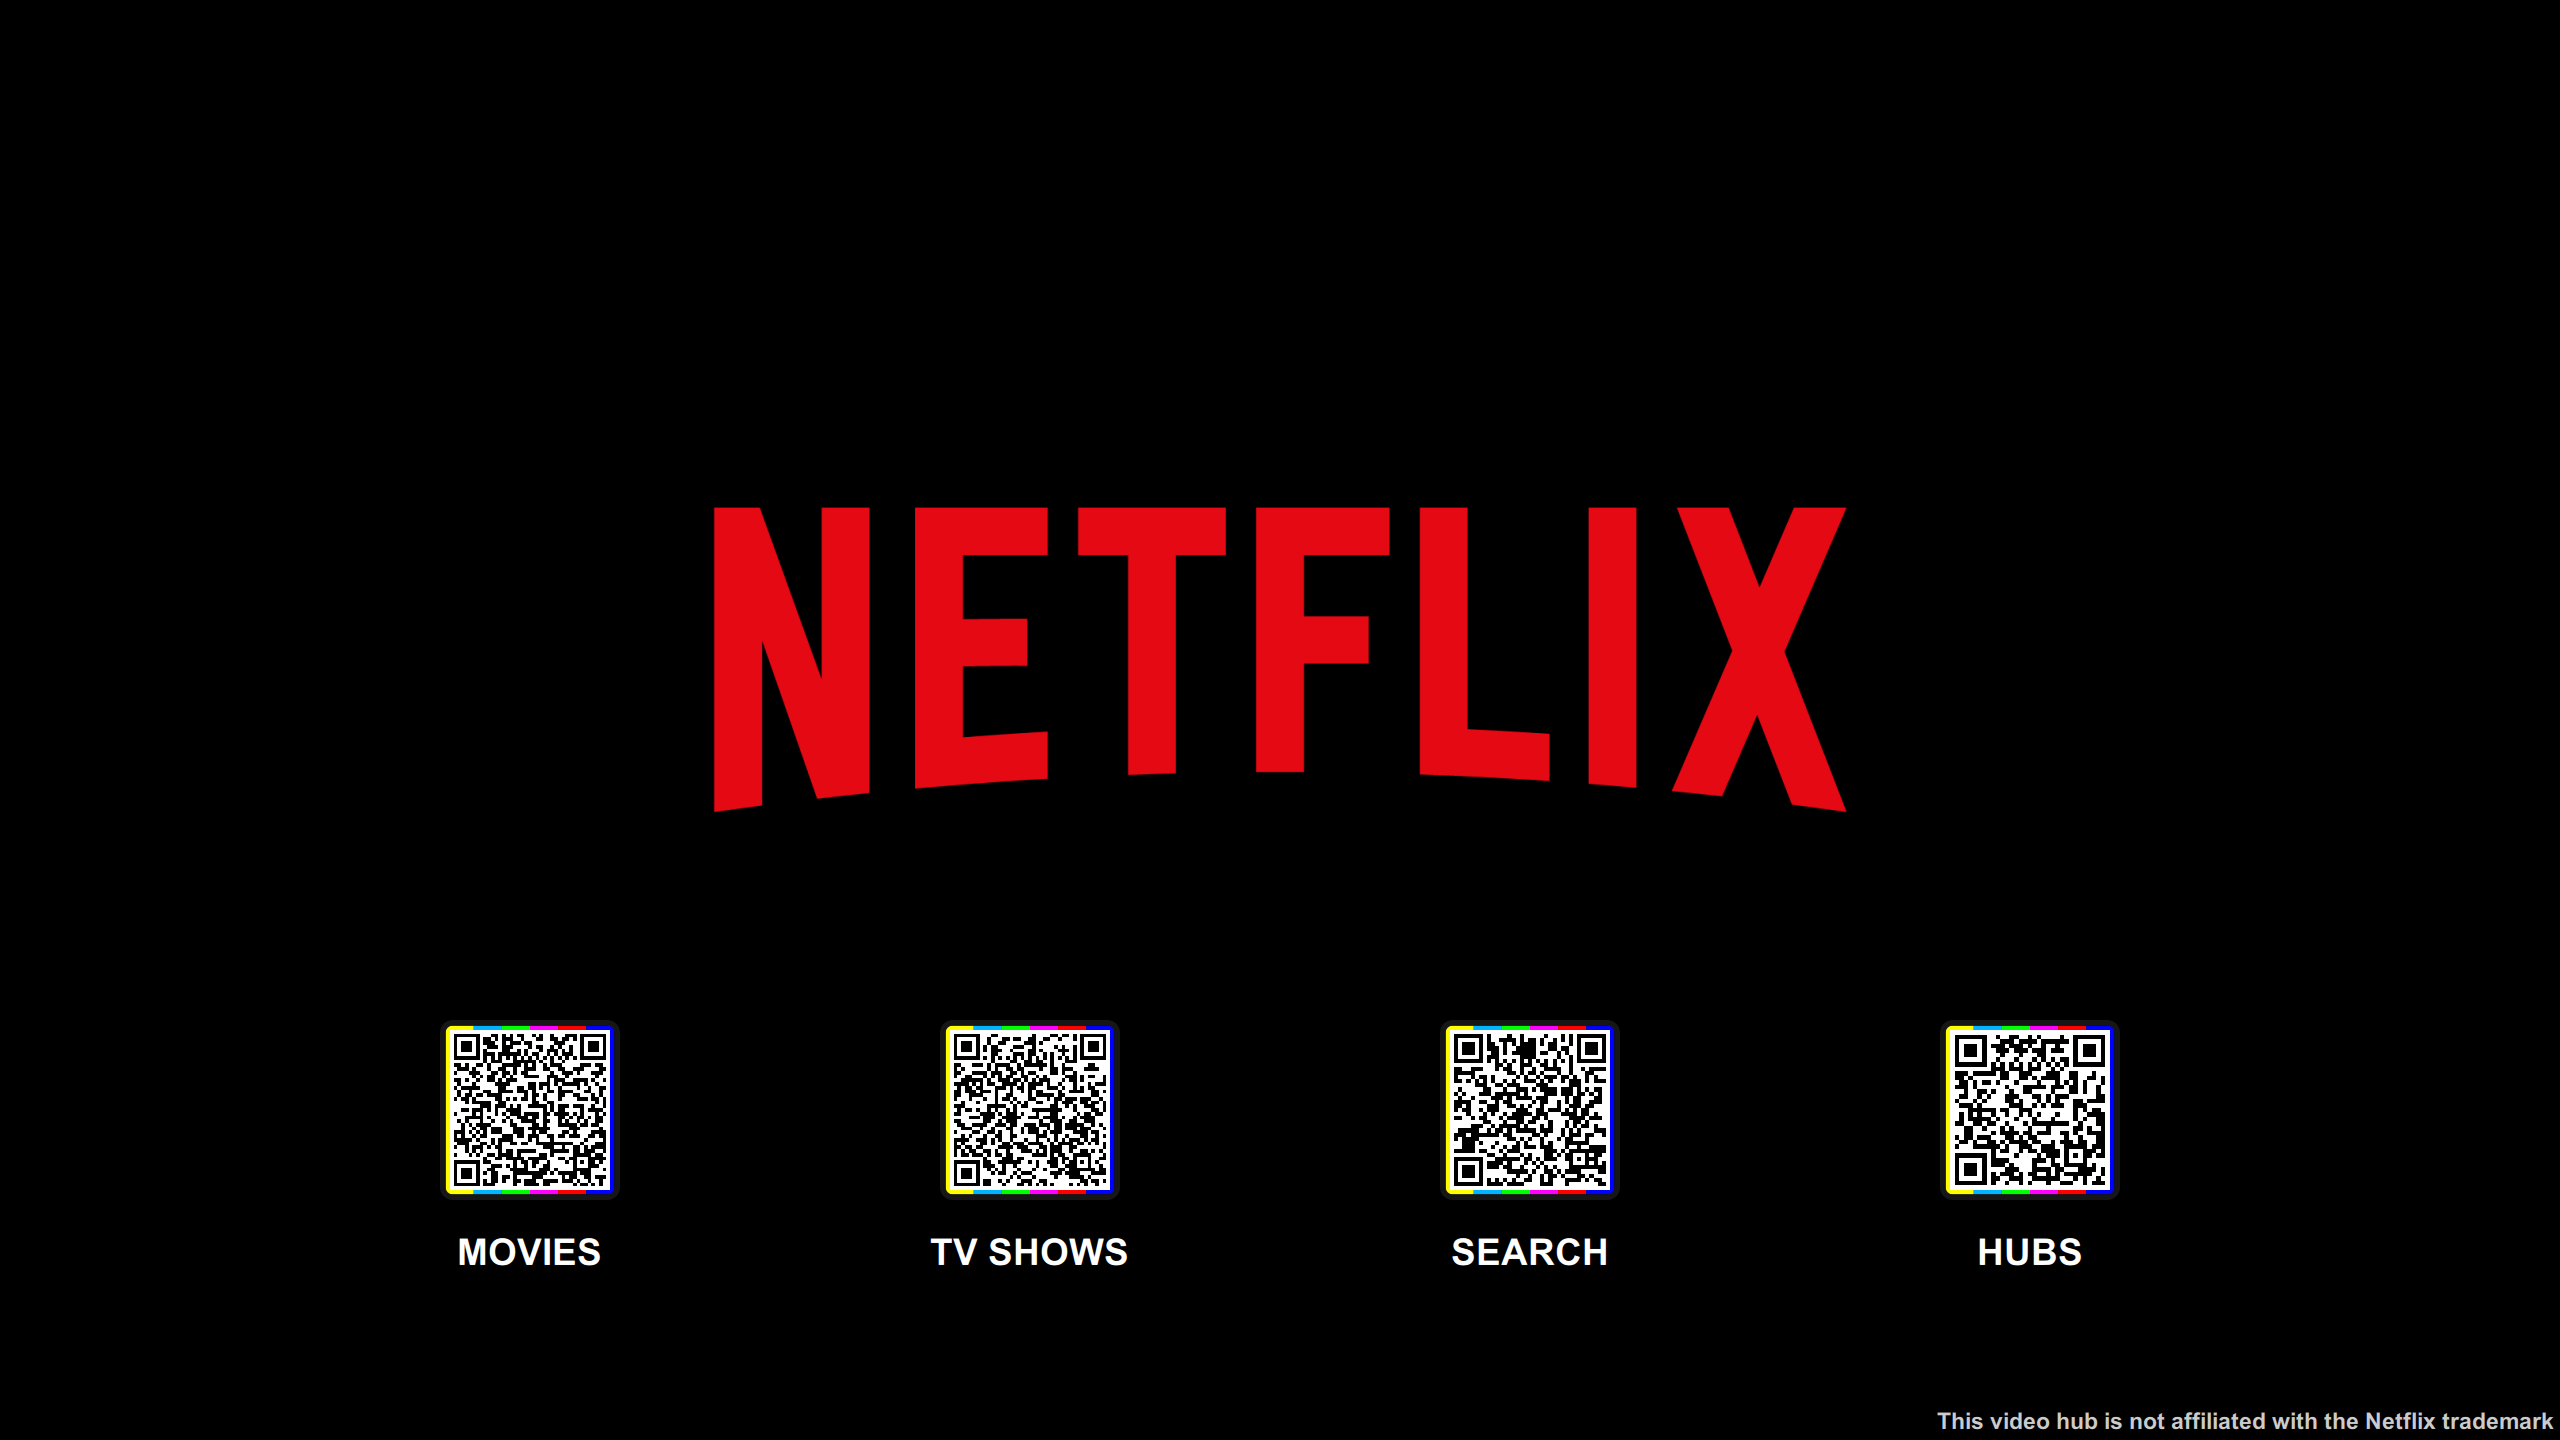 NETFLIX
MOVIES
TV SHOWS
SEARCH
HUBS
This video hub is not affiliated with the Netflix trademark